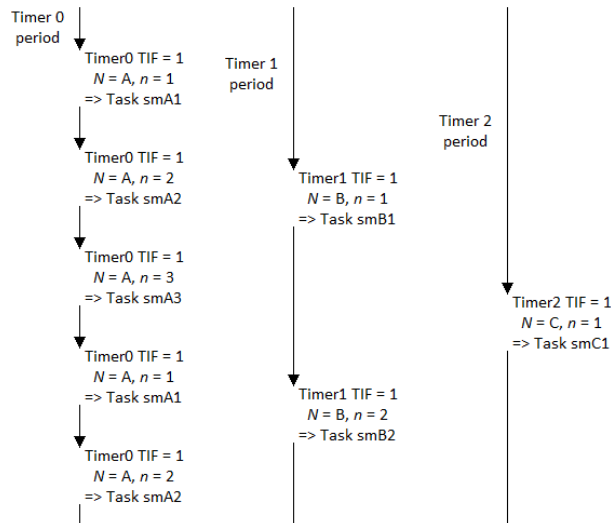 Timer 0
period
Timer0 TIF = 1
N = A, n = 1
=> Task smA1
Timer0 TIF = 1
N = A, n = 2
=> Task smA2
Timer0 TIF = 1
N = A, n = 3
=> Task smA3
Timer0 TIF = 1
N = A, n = 1
=> Task smA1
Timer0 TIF = 1
N = A, n = 2
=> Task smA2
Timer 1
period
Timer1 TIF = 1
N = B, n = 1
=> Task smB1
Timer1 TIF = 1
N = B, n = 2
=> Task smB2
Timer 2
period
Timer2 TIF = 1
N = C, n = 1
=> Task smC1